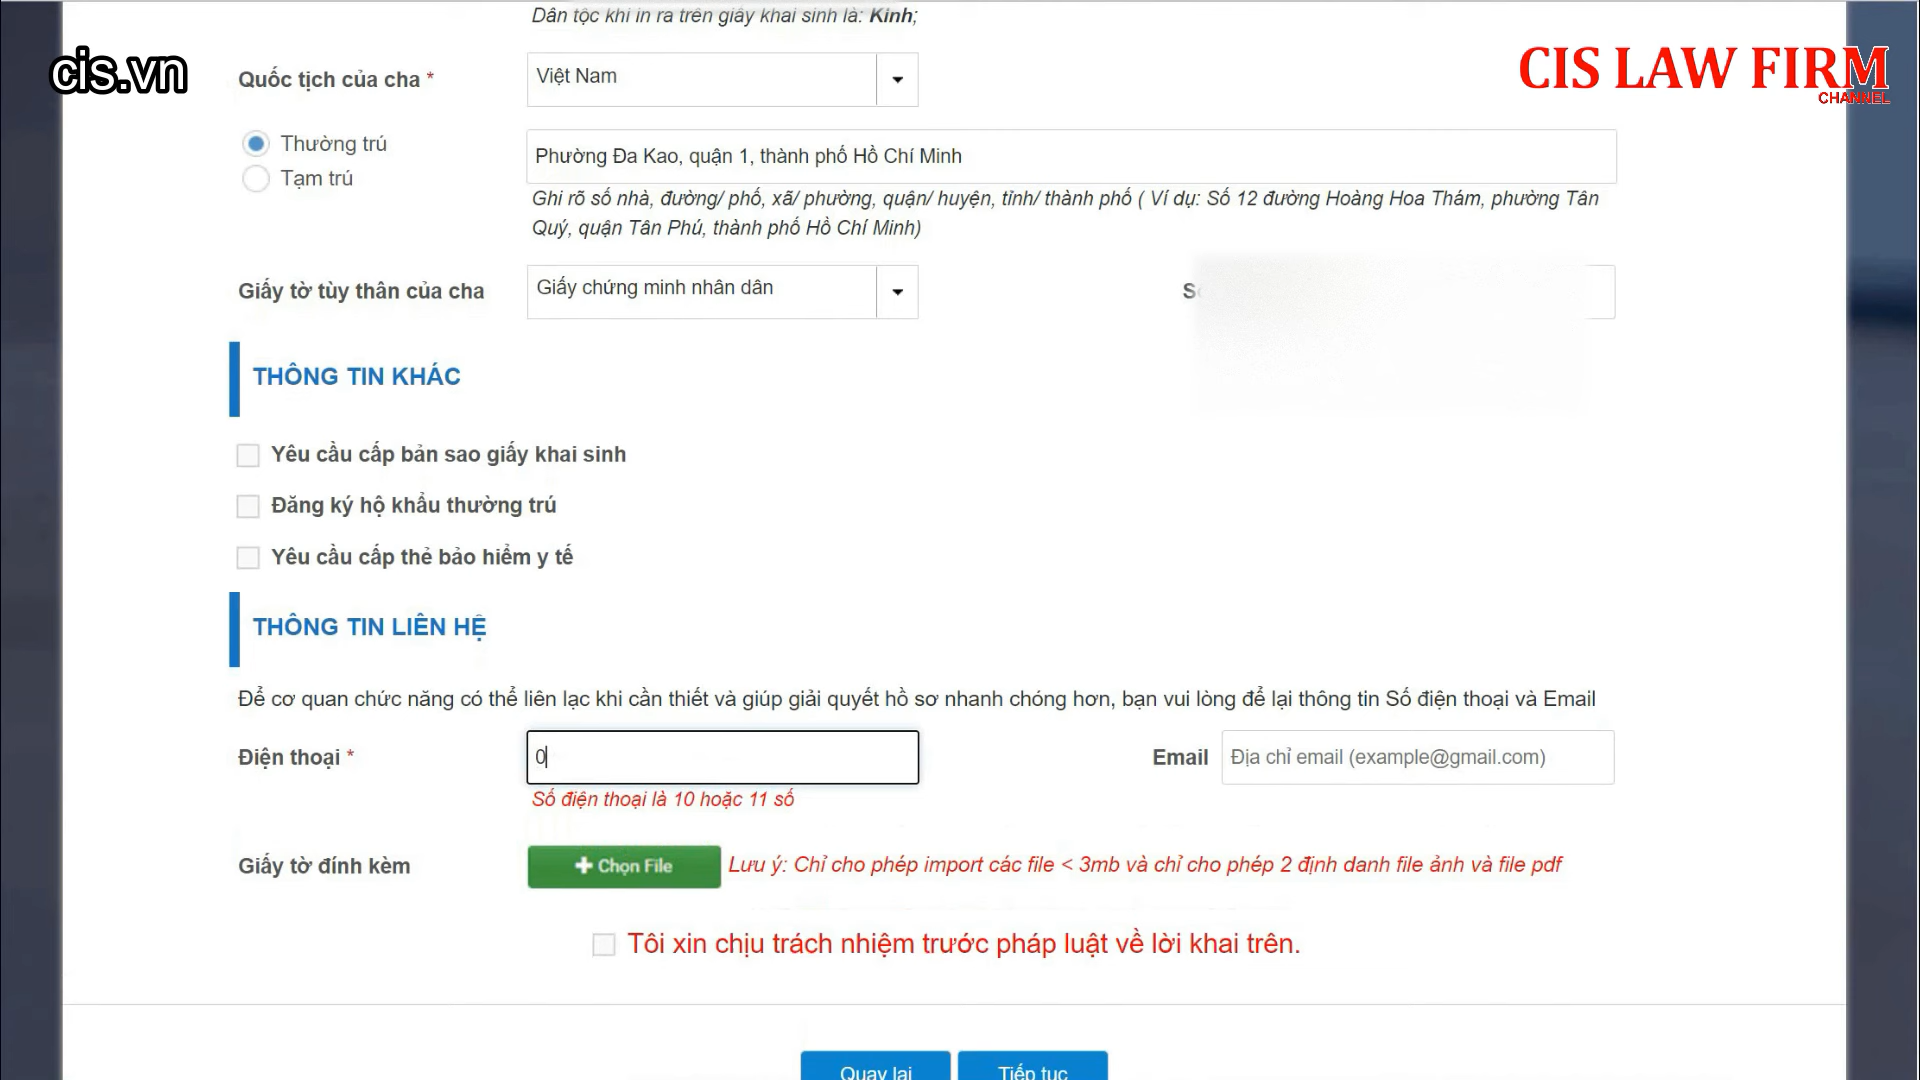 Dân tộc khi in ra trên giấy khai sinh là: Kinh;
cis.vn
CIS LAW FIRM
CHANNEL
Quốc tịch của cha *
Việt Nam
Thường trú
Phường Đa Kao, quận 1, thành phố Hồ Chí Minh
Tạm trú
Ghi rõ số nhà, đường/ phố, xã/ phường, quận/ huyện, tỉnh/ thành phố ( Ví dụ: Số 12 đường Hoàng Hoa Thám, phường Tân
Quý, quận Tân Phú, thành phố Hồ Chí Minh)
Giấy tờ tùy thân của cha
Giấy chứng minh nhân dân
THÔNG TIN KHÁC
Yêu cầu cấp bản sao giấy khai sinh
Đăng ký hộ khẩu thường trú
Yêu cầu cấp thẻ bảo hiểm y tế
THÔNG TIN LIÊN HỆ
Để cơ quan chức năng có thể liên lạc khi cần thiết và giúp giải quyết hồ sơ nhanh chóng hơn, bạn vui lòng để lại thông tin Số điện thoại và Email
Điện thoại *
0
Email
Địa chỉ email (example@gmail.com)
Số điện thoại là 10 hoặc 11 số
Giấy tờ đính kèm
Chọn File
Lưu ý: Chỉ cho phép import các file < 3mb và chỉ cho phép 2 định danh file ảnh và file pdf
Tôi xin chịu trách nhiệm trước pháp luật về lời khai trên.
Quay lại
Tiếp tục